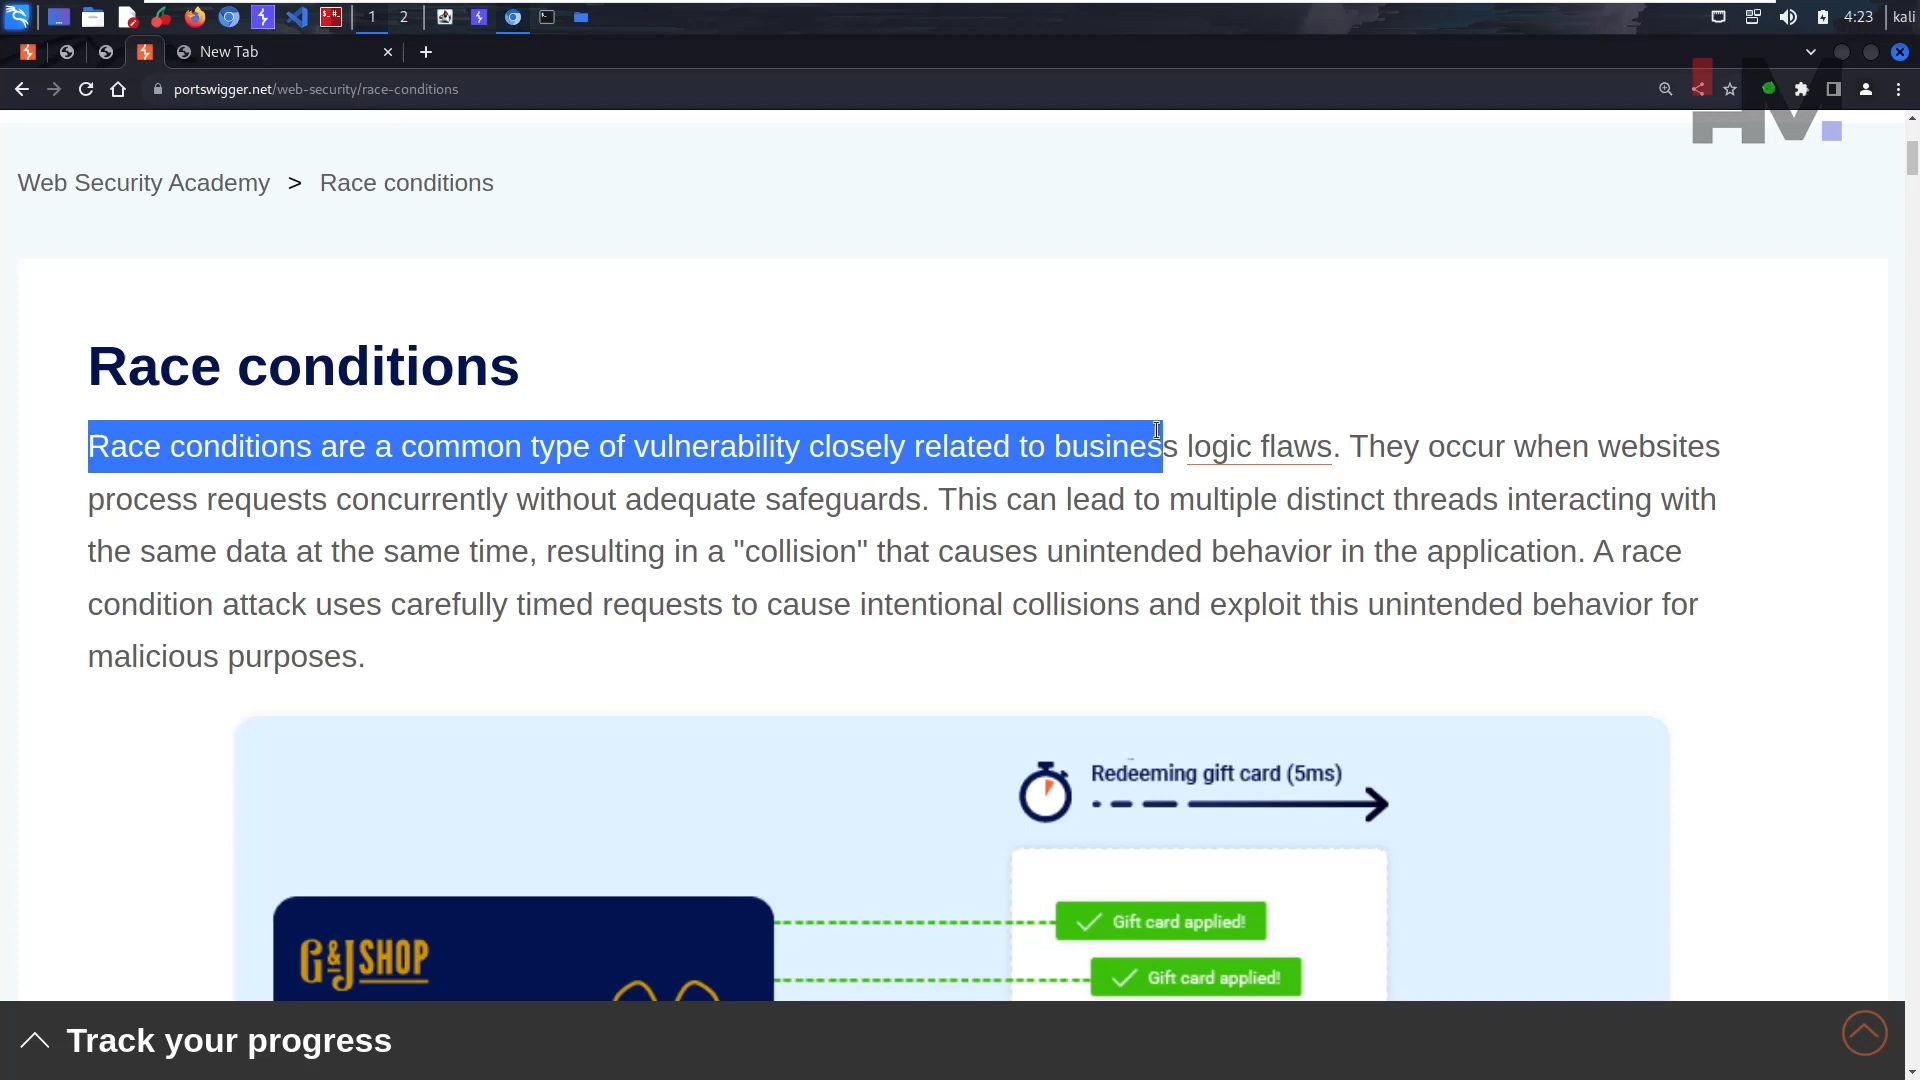 1 2 4:23 kali
New Tab
portswigger.net/web-security/race-conditions
HM
Web Security Academy > Race conditions
Race conditions
Race conditions are a common type of vulnerability closely related to business logic flaws. They occur when websites
process requests concurrently without adequate safeguards. This can lead to multiple distinct threads interacting with
the same data at the same time, resulting in a "collision" that causes unintended behavior in the application. A race
condition attack uses carefully timed requests to cause intentional collisions and exploit this unintended behavior for
malicious purposes.
Redeeming gift card (5ms)
Gift card applied!
G&J SHOP
Gift card applied!
Track your progress